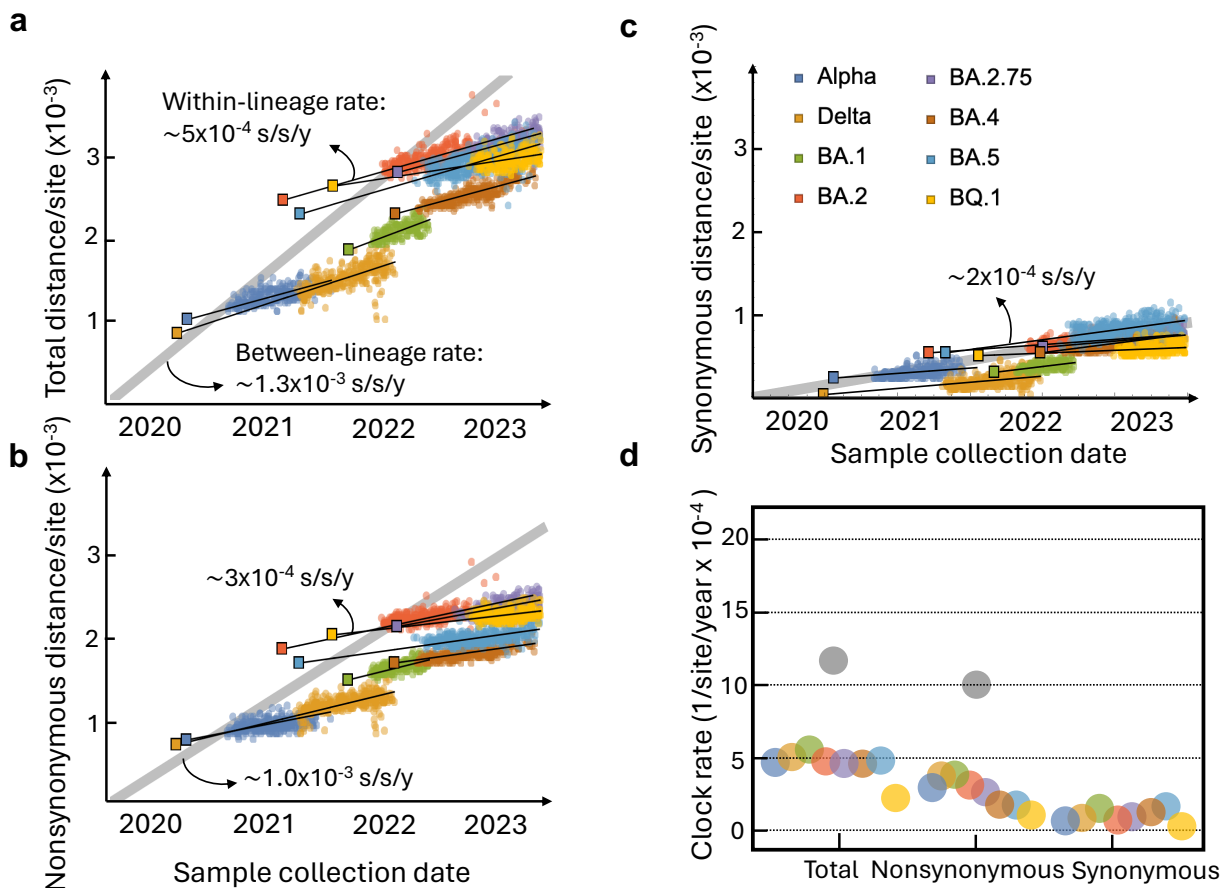 a
Total distance/site (x10-3)
3
2
1
Within-lineage rate:
~5x10-4 s/s/y
Between-lineage rate:
~1.3x10-3 s/s/y
2020 2021 2022 2023
b
Nonsynonymous distance/site (x10-3)
3
2
1
~3x10-4 s/s/y
~1.0x10-3 s/s/y
2020 2021 2022 2023
Sample collection date
c
Synonymous distance/site (x10-3)
3
2
1
Alpha
Delta
BA.1
BA.2
BA.2.75
BA.4
BA.5
BQ.1
~2x10-4 s/s/y
2020 2021 2022 2023
Sample collection date
d
Clock rate (1/site/year x 10-4 )
20
15
10
5
0
Total Nonsynonymous Synonymous